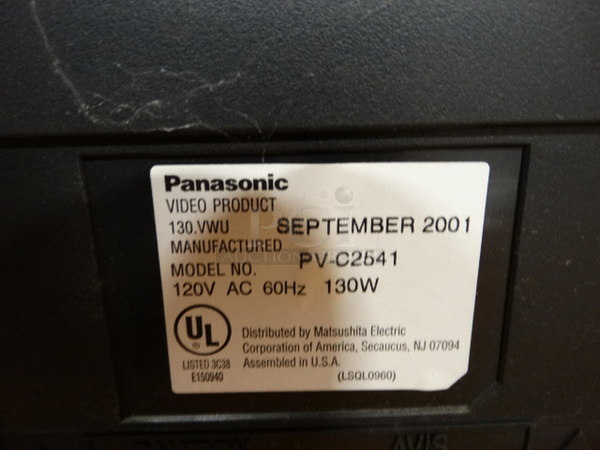 Panasonic
VIDEO PRODUCT
130.VWU
MANUFACTURED SEPTEMBER 2001
MODEL NO. PV-C2541
120V AC 60Hz 130W
UL
LISTED 3C38
E150940
Distributed by Matsushita Electric
Corporation of America, Secaucus, NJ 07094
Assembled in U.S.A.
(LSQL0960)